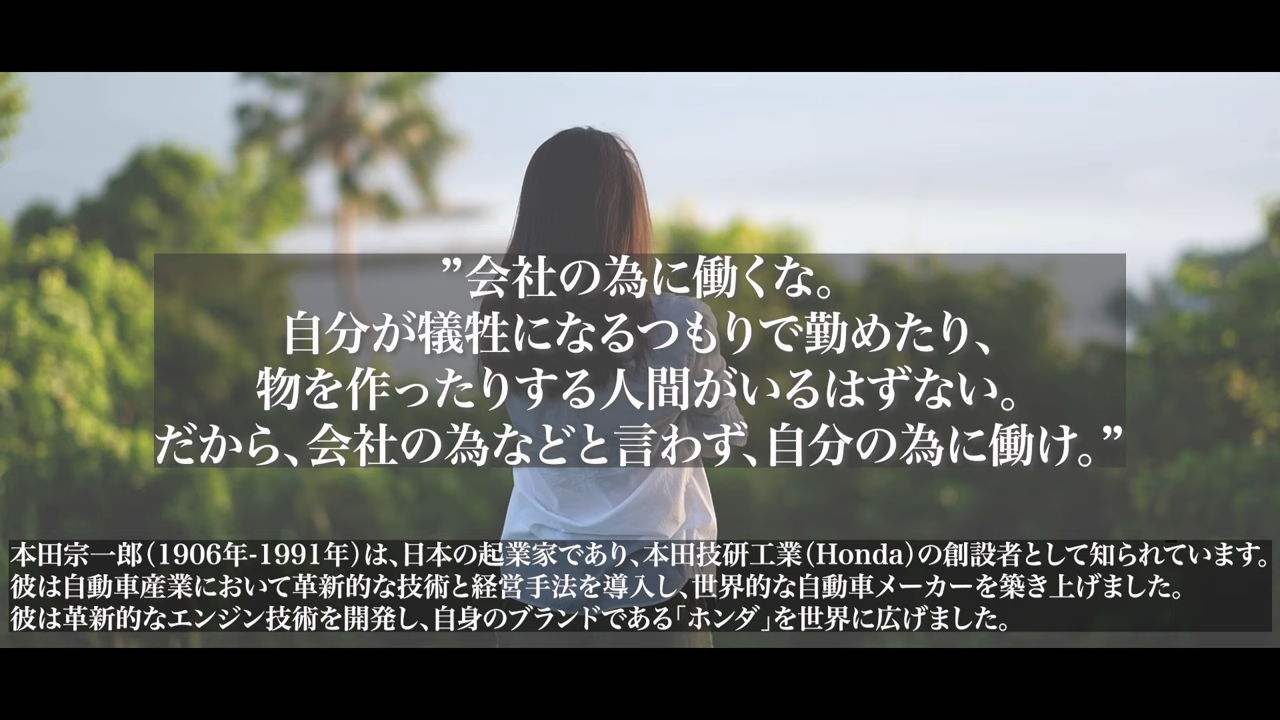 ”会社の為に働くな。
自分が犠牲になるつもりで勤めたり、
物を作ったりする人間がいるはずない。
だから、会社の為などと言わず、自分の為に働け。”
本田宗一郎（1906年-1991年）は、日本の起業家であり、本田技研工業（Honda）の創設者として知られています。
彼は自動車産業において革新的な技術と経営手法を導入し、世界的な自動車メーカーを築き上げました。
彼は革新的なエンジン技術を開発し、自身のブランドである「ホンダ」を世界に広げました。